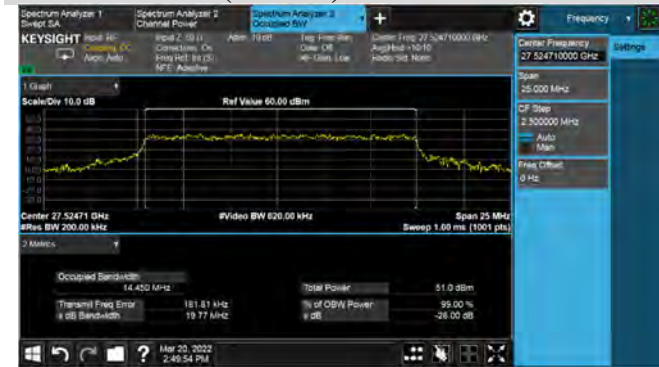 Spectrum Analyzer 1
Swept SA
Spectrum Analyzer 2
Channel Power
Spectrum Analyzer 3
Occupied BW
+
Frequency
KEYSIGHT Input: RF
Coupling: DC
Align: Auto
Input Z: 50 Ω
Corrections: On
Freq Ref: Int (S)
NFE: Adaptive
Atten: 10 dB
Trig: Free Run
Gate: Off
#IF Gain: Low
Center Freq: 27.524710000 GHz
Avg|Hold: >10/10
Radio Std: None
Center Frequency
27.524710000 GHz
Settings
Span
25.000 MHz
CF Step
2.500000 MHz
Auto
Man
Freq Offset
0 Hz
1 Graph
Scale/Div 10.0 dB
Ref Value 60.00 dBm
Center 27.52471 GHz
#Res BW 200.00 kHz
#Video BW 620.00 kHz
Span 25 MHz
Sweep 1.00 ms (1001 pts)
2 Metrics
Occupied Bandwidth
14.450 MHz
Total Power
51.0 dBm
Transmit Freq Error
181.81 kHz
% of OBW Power
99.00 %
x dB Bandwidth
19.77 MHz
x dB
-26.00 dB
?
Mar 20, 2022
2:49:54 PM